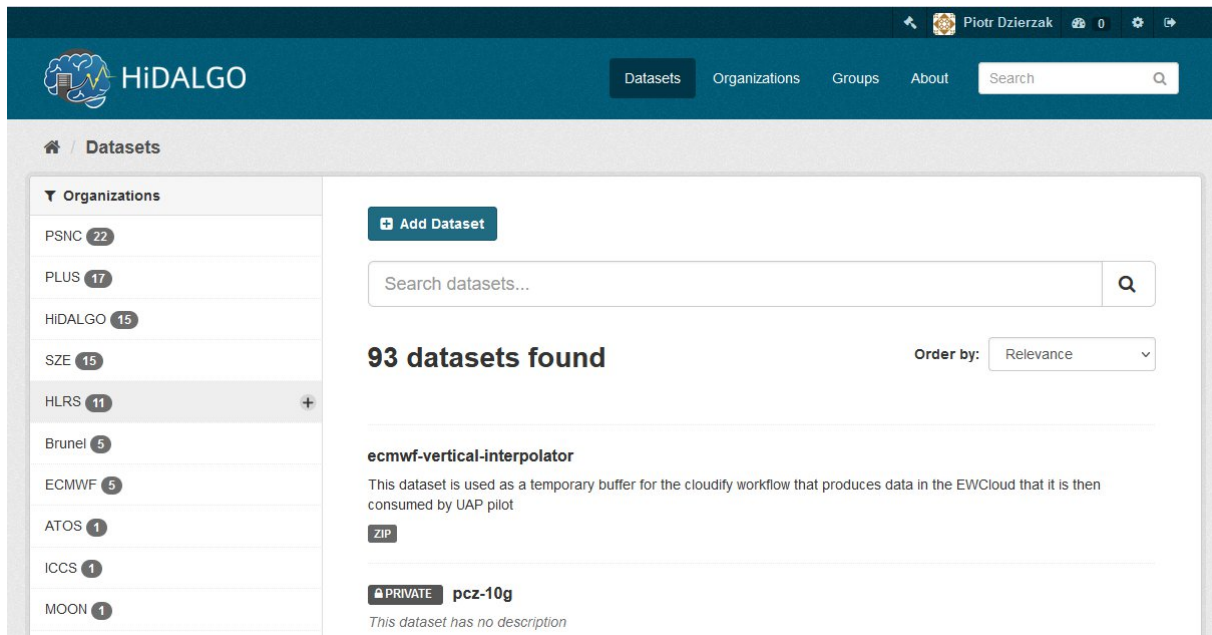 Piotr Dzierzak 0
HiDALGO
Datasets Organizations Groups About Search
/ Datasets
Organizations
PSNC 22
PLUS 17
HiDALGO 15
SZE 15
HLRS 11 +
Brunel 5
ECMWF 5
ATOS 1
ICCS 1
MOON 1
Add Dataset
Search datasets...
93 datasets found
Order by: Relevance
ecmwf-vertical-interpolator
This dataset is used as a temporary buffer for the cloudify workflow that produces data in the EWCloud that it is then
consumed by UAP pilot
ZIP
PRIVATE pcz-10g
This dataset has no description